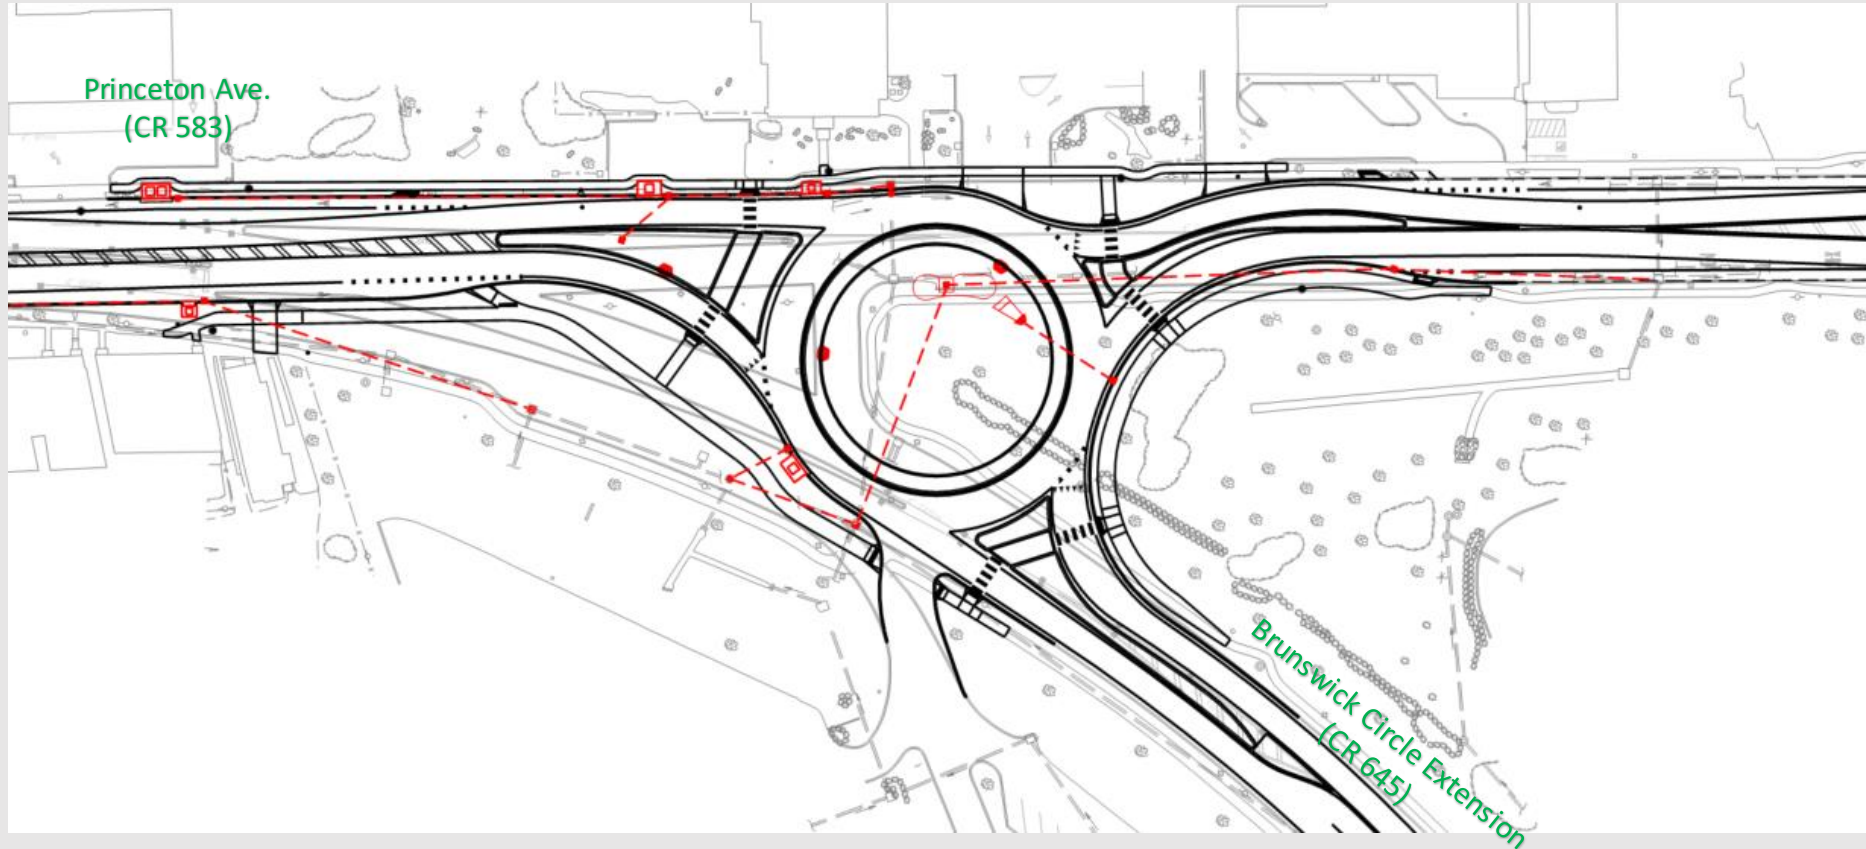 Princeton Ave.
(CR 583)
Brunswick Circle Extension
(CR 645)